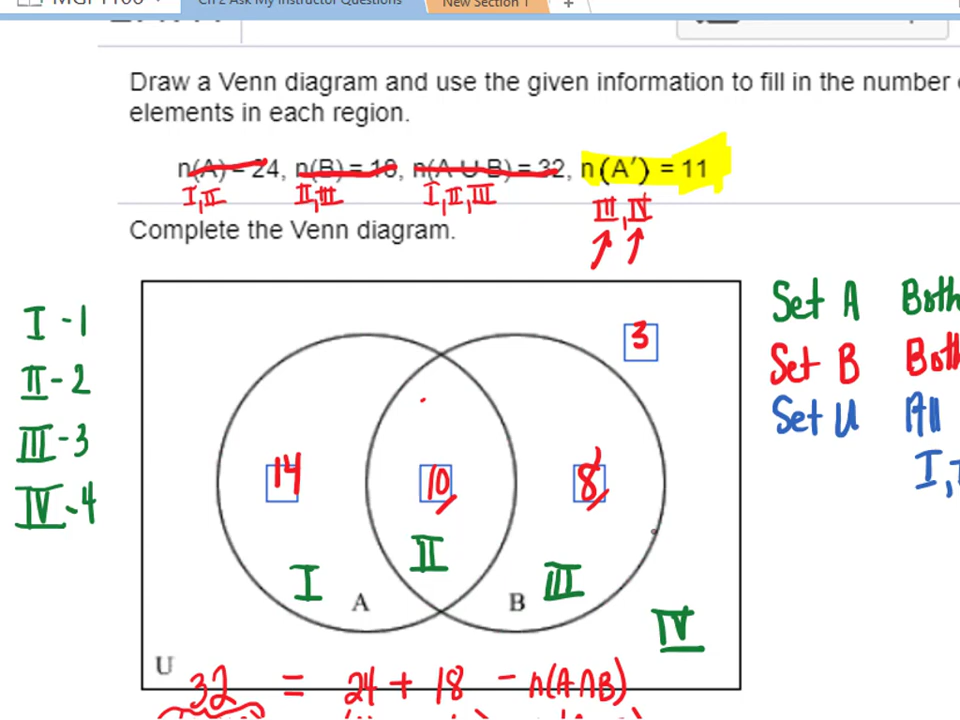 Ch 2 Ask My Instructor Questions New Section 1 +
Draw a Venn diagram and use the given information to fill in the number
elements in each region.
n(A) = 24, n(B) = 18, n(A U B) = 32, n(A′) = 11
I,II II,III I,II,III III,IV
Complete the Venn diagram.
I - 1
II - 2
III - 3
IV - 4
3
14 10 8
I II III
A B
IV
U
32 = 24 + 18 - n(A∩B)
Set A Both
Set B Both
Set U All
I,